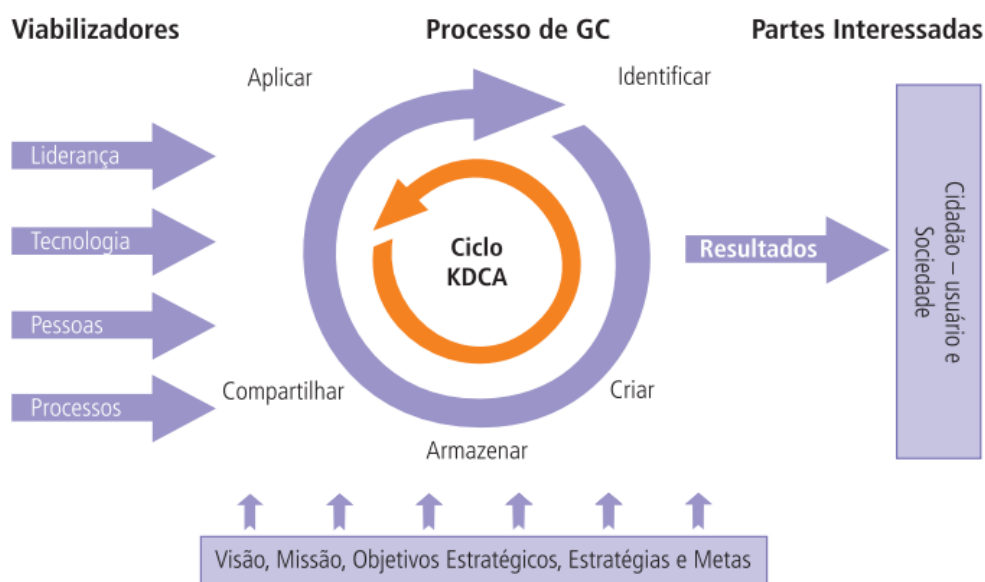 Viabilizadores
Processo de GC
Partes Interessadas
Aplicar
Identificar
Liderança
Tecnologia
Pessoas
Processos
Ciclo
KDCA
Compartilhar
Criar
Armazenar
Resultados
Cidadão – usuário e
Sociedade
Visão, Missão, Objetivos Estratégicos, Estratégias e Metas